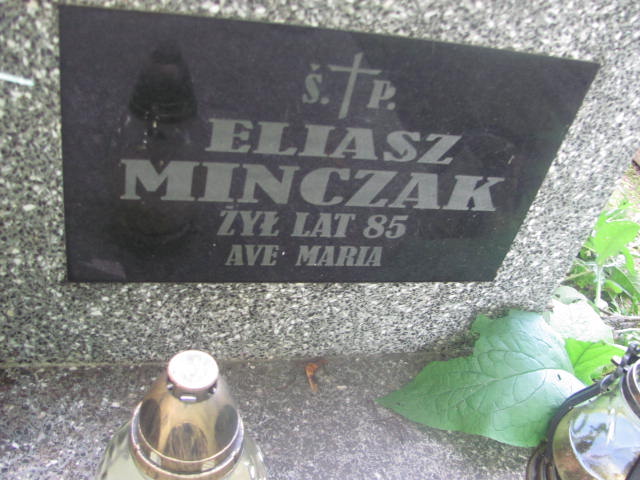 Ś. P.
ELIASZ
MINCZAK
ŻYŁ LAT 85
AVE MARIA